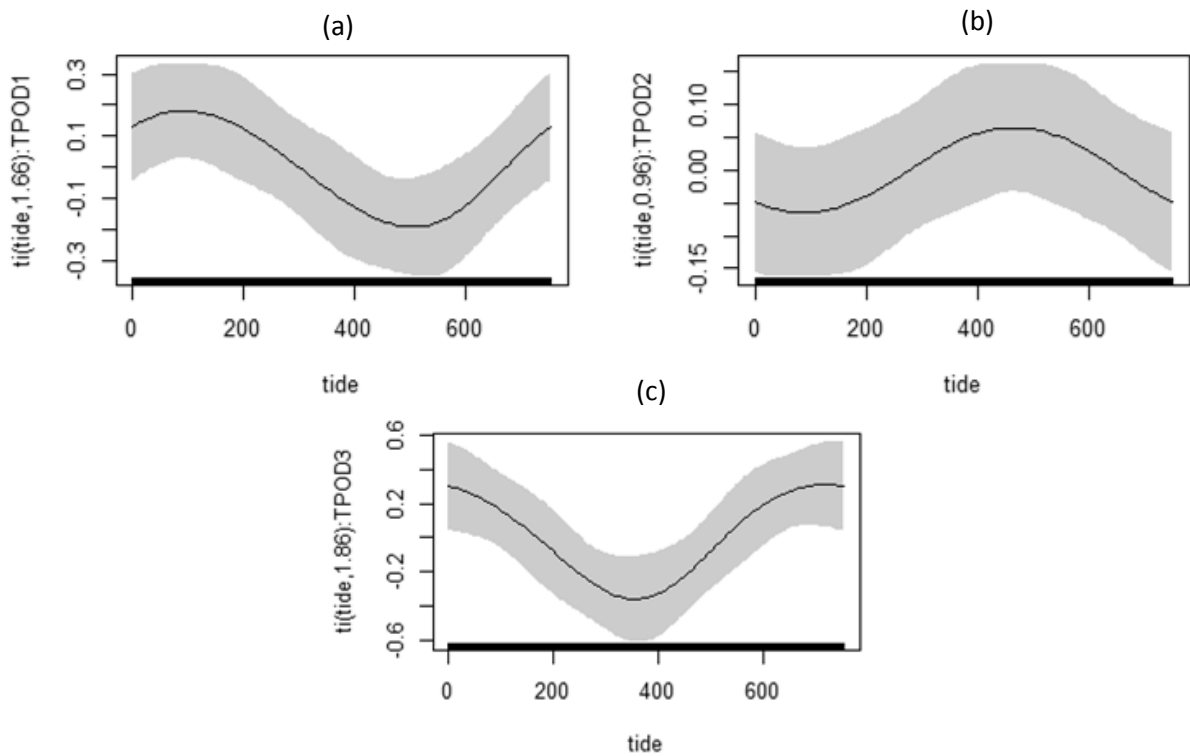 (a)
ti(tide,1.66):TPOD1
0.3
0.1
-0.1
-0.3
0 200 400 600
tide
(b)
ti(tide,0.96):TPOD2
0.10
0.00
-0.15
0 200 400 600
tide
(c)
ti(tide,1.86):TPOD3
0.6
0.2
-0.2
-0.6
0 200 400 600
tide